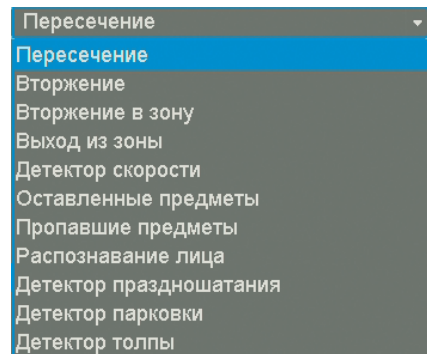 Пересечение
Пересечение
Вторжение
Вторжение в зону
Выход из зоны
Детектор скорости
Оставленные предметы
Пропавшие предметы
Распознавание лица
Детектор праздношатания
Детектор парковки
Детектор толпы